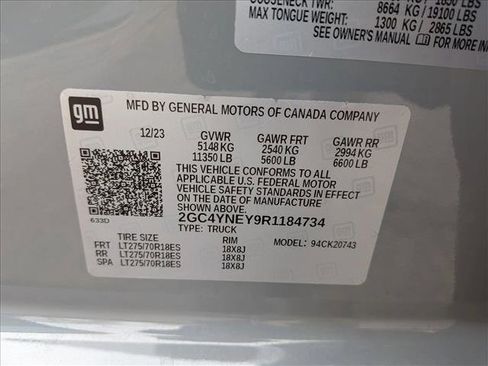 GOOSENECK TWR:
8664 KG / 19100 LBS
MAX TONGUE WEIGHT: 1300 KG / 2865 LBS
SEE OWNER'S MANUAL FOR MORE
gm
MFD BY GENERAL MOTORS OF CANADA COMPANY
12/23 GVWR GAWR FRT GAWR RR
5148 KG 2540 KG 2994 KG
11350 LB 5600 LB 6600 LB
THIS VEHICLE CONFORMS TO ALL
APPLICABLE U.S. FEDERAL MOTOR
VEHICLE SAFETY STANDARDS IN EFFECT ON
THE DATE OF MANUFACTURE SHOWN ABOVE.
633D
2GC4YNEY9R1184734
TYPE: TRUCK
TIRE SIZE RIM MODEL: 94CK20743
FRT LT275/70R18ES 18X8J
RR LT275/70R18ES 18X8J
SPA LT275/70R18ES 18X8J